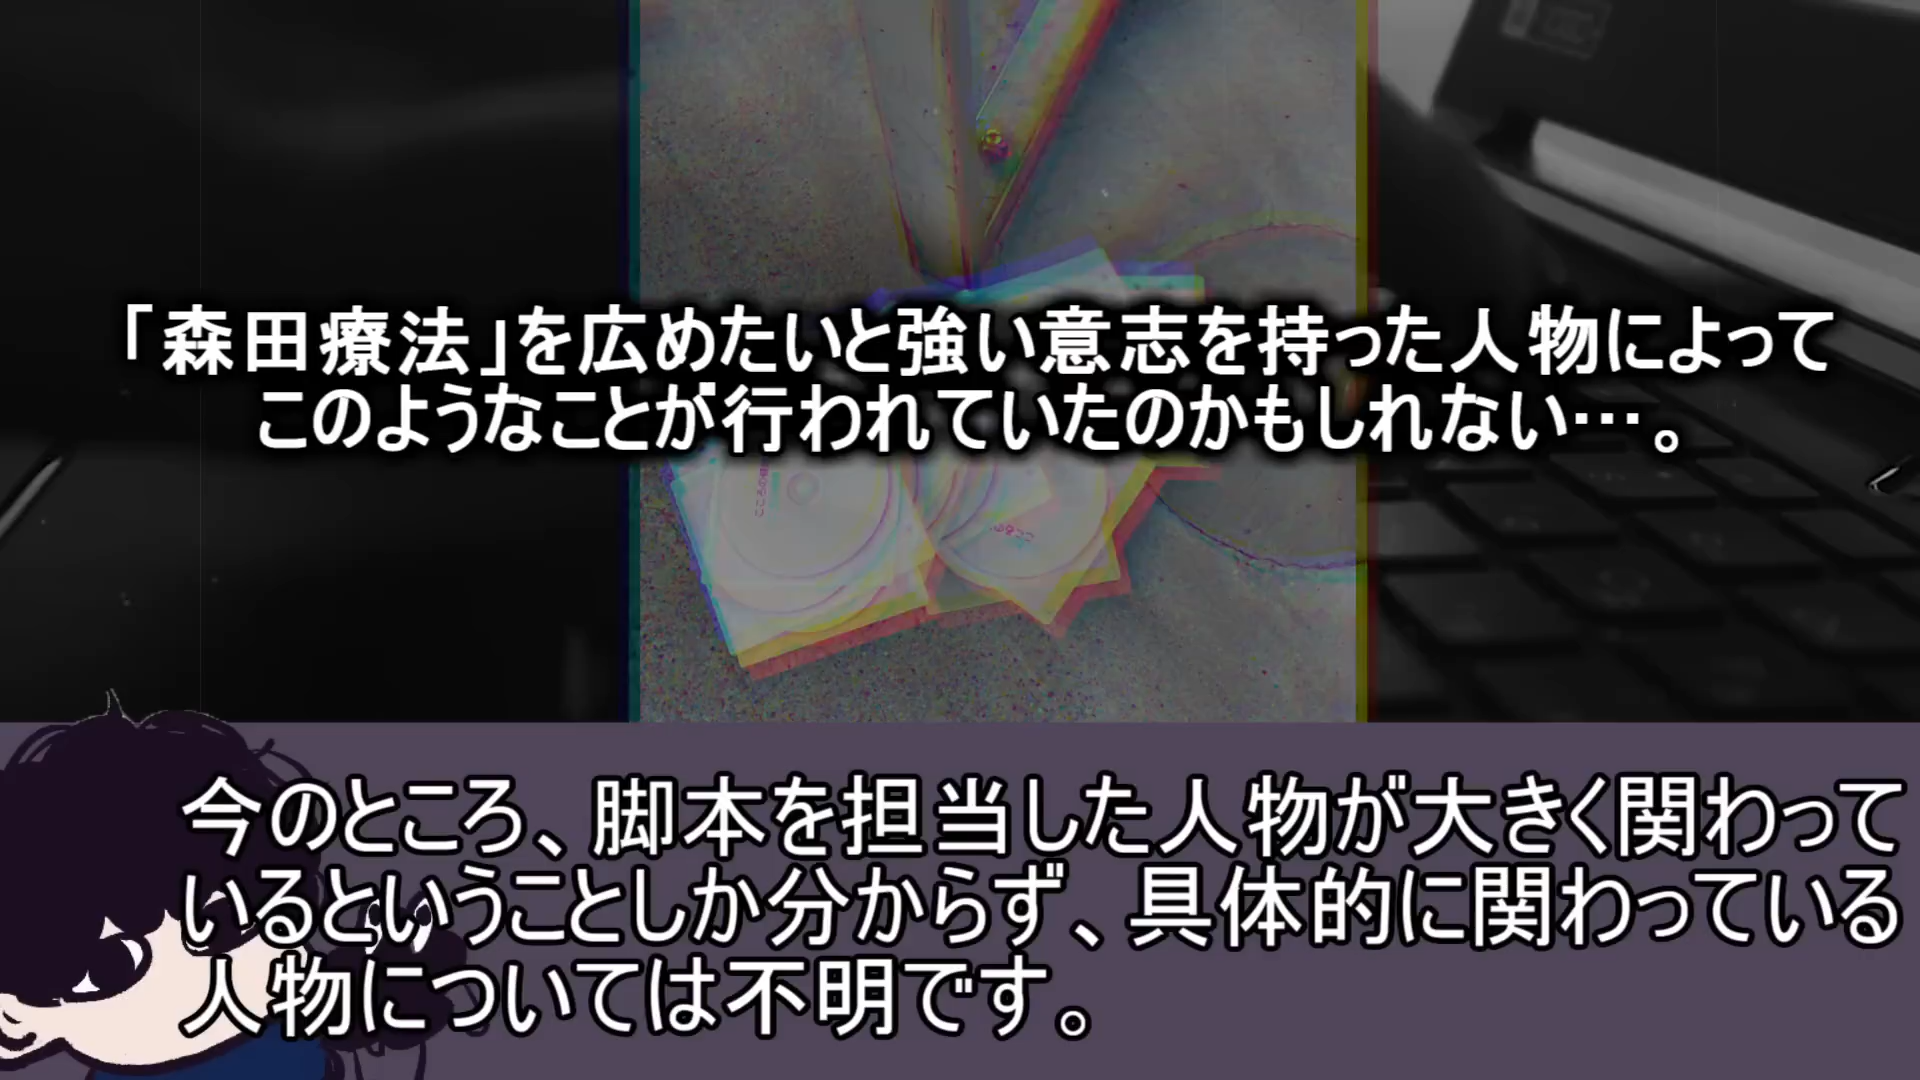 「森田療法」を広めたいと強い意志を持った人物によって
このようなことが行われていたのかもしれない…。
今のところ、脚本を担当した人物が大きく関わって
いるということしか分からず、具体的に関わっている
人物については不明です。